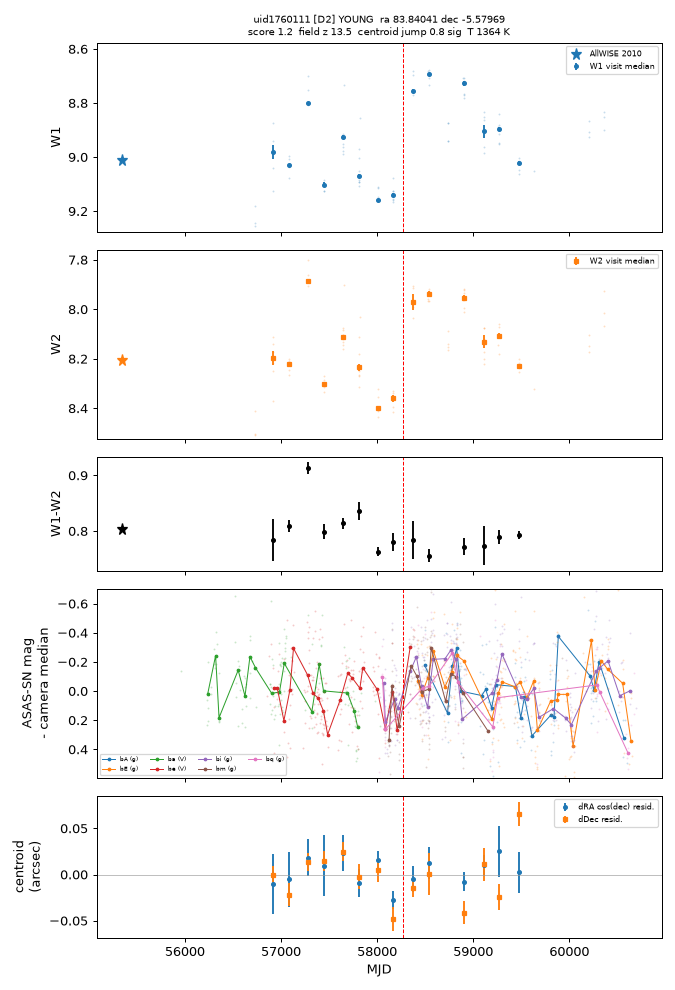 uid1760111 [D2] YOUNG ra 83.84041 dec -5.57969
score 1.2 field z 13.5 centroid jump 0.8 sig T 1364 K
8.6
8.8
9.0
9.2
W1
AllWISE 2010
W1 visit median
7.8
8.0
8.2
8.4
W2
W2 visit median
0.9
0.8
W1-W2
−0.6
−0.4
−0.2
0.0
0.2
0.4
ASAS-SN mag
- camera median
bA (g)
bE (g)
ba (V)
be (V)
bi (g)
bm (g)
bq (g)
0.05
0.00
−0.05
centroid
(arcsec)
dRA cos(dec) resid.
dDec resid.
56000
57000
58000
59000
60000
MJD